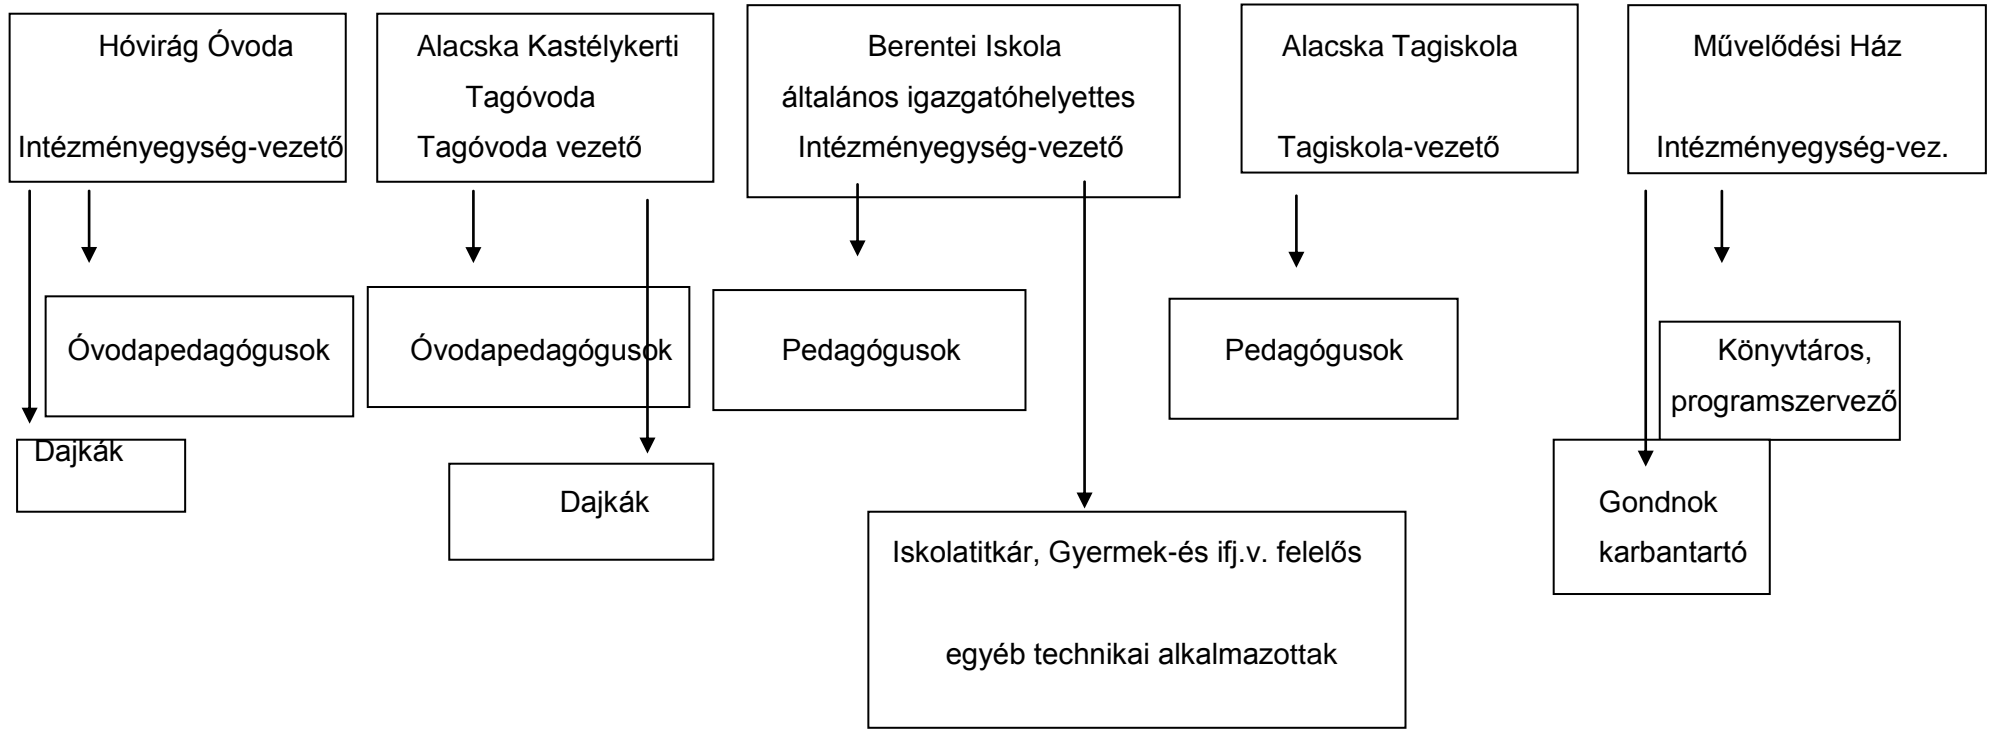 Hóvirág Óvoda
Intézményegység-vezető
Alacska Kastélykerti
Tagóvoda
Tagóvoda vezető
Berentei Iskola
általános igazgatóhelyettes
Intézményegység-vezető
Alacska Tagiskola
Tagiskola-vezető
Művelődési Ház
Intézményegység-vez.
Óvodapedagógusok
Óvodapedagógusok
Pedagógusok
Pedagógusok
Könyvtáros,
programszervező
Dajkák
Dajkák
Iskolatitkár, Gyermek-és ifj.v. felelős
egyéb technikai alkalmazottak
Gondnok
karbantartó